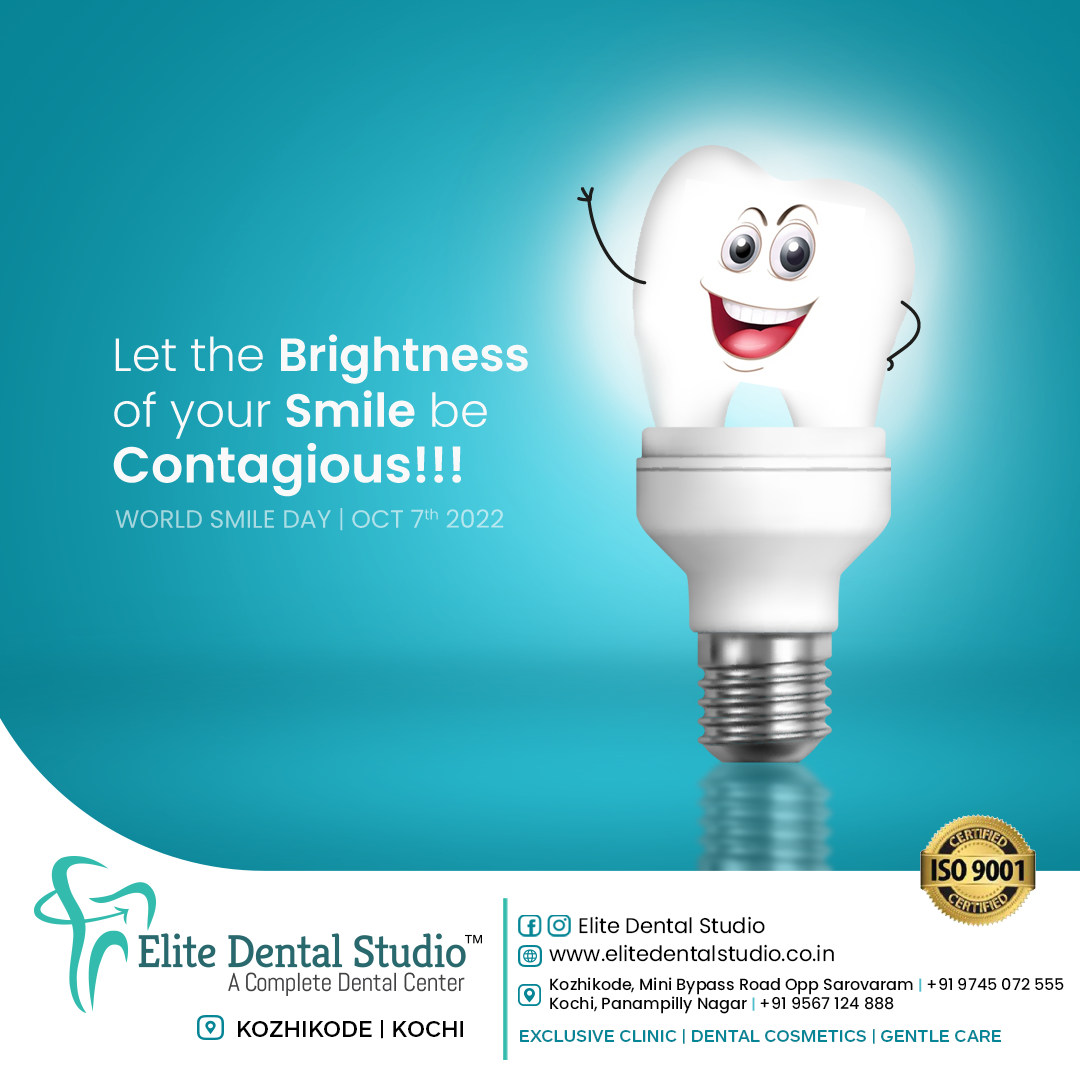 Let the Brightness
of your Smile be
Contagious!!!
WORLD SMILE DAY | OCT 7th 2022
CERTIFIED
ISO 9001
CERTIFIED
Elite Dental Studio™
A Complete Dental Center
KOZHIKODE | KOCHI
Elite Dental Studio
www.elitedentalstudio.co.in
Kozhikode, Mini Bypass Road Opp Sarovaram | +91 9745 072 555
Kochi, Panampilly Nagar | +91 9567 124 888
EXCLUSIVE CLINIC | DENTAL COSMETICS | GENTLE CARE